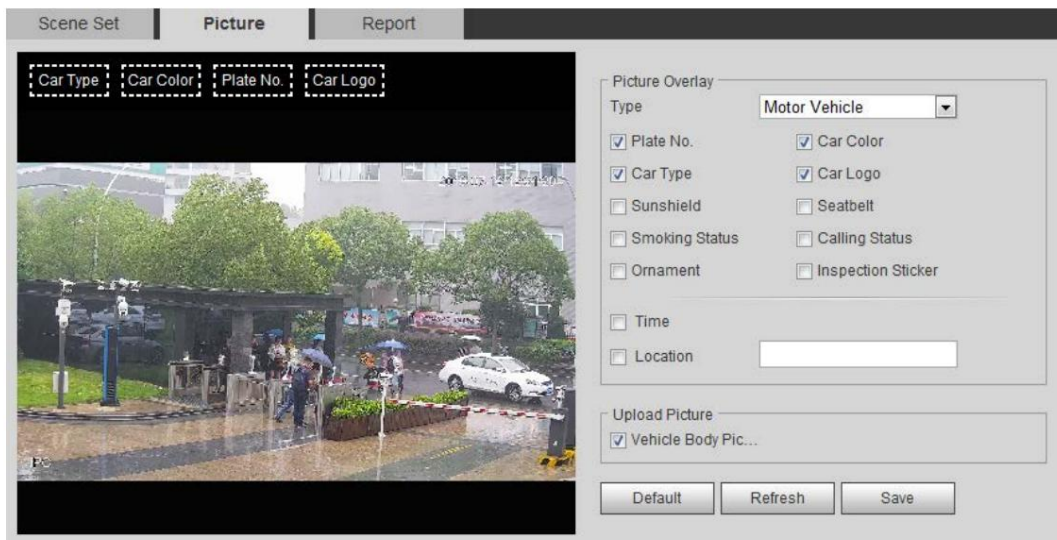 Scene Set
Picture
Report
Car Type
Car Color
Plate No.
Car Logo
Picture Overlay
Type
Motor Vehicle
Plate No.
Car Color
Car Type
Car Logo
Sunshield
Seatbelt
Smoking Status
Calling Status
Ornament
Inspection Sticker
Time
Location
Upload Picture
Vehicle Body Pic...
Default
Refresh
Save